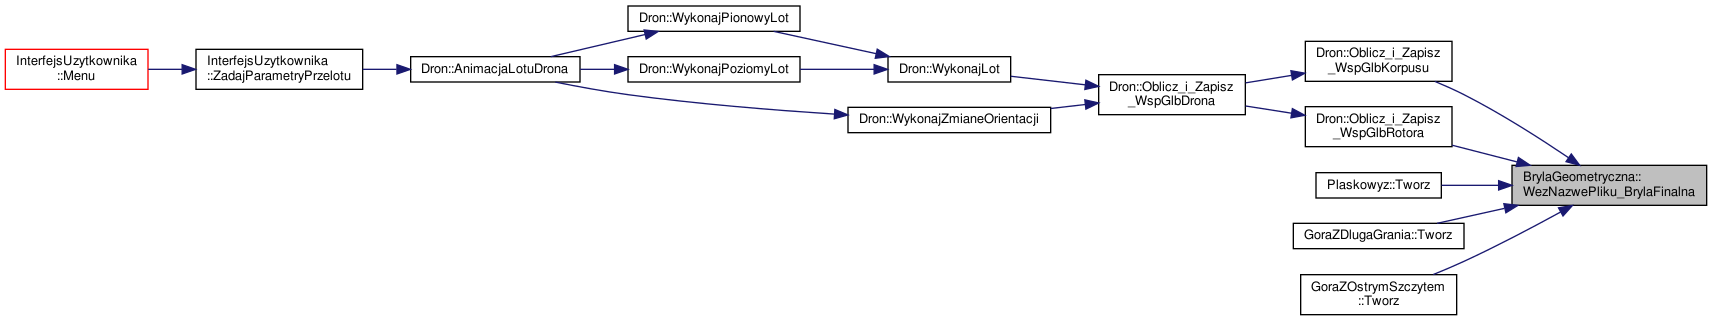 InterfejsUzytkownika
::Menu
InterfejsUzytkownika
::ZadajParametryPrzelotu
Dron::AnimacjaLotuDrona
Dron::WykonajPionowyLot
Dron::WykonajPoziomyLot
Dron::WykonajZmianeOrientacji
Dron::WykonajLot
Dron::Oblicz_i_Zapisz
_WspGlbDrona
Dron::Oblicz_i_Zapisz
_WspGlbKorpusu
Dron::Oblicz_i_Zapisz
_WspGlbRotora
Plaskowyz::Tworz
GoraZDlugaGrania::Tworz
GoraZOstrymSzczytem
::Tworz
BrylaGeometryczna::
WezNazwePliku_BrylaFinalna